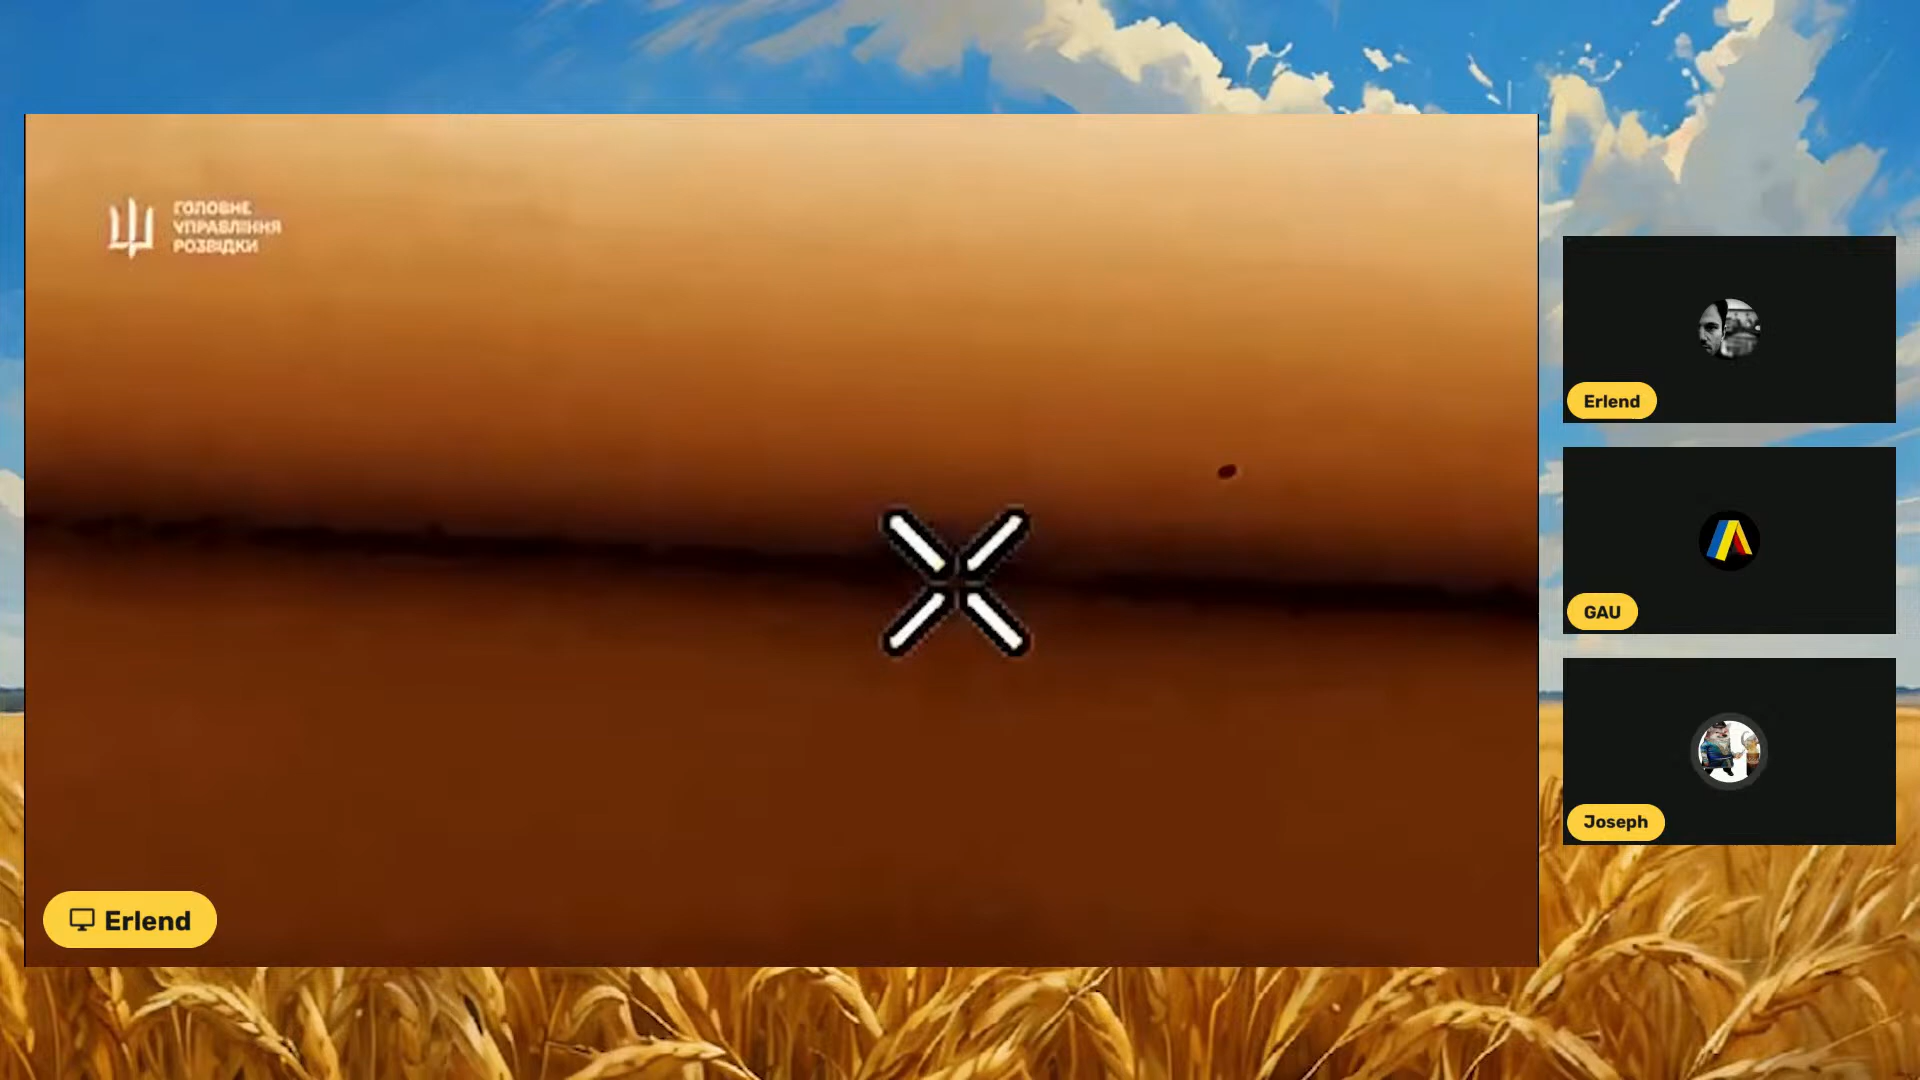 ГОЛОВНЕ
УПРАВЛІННЯ
РОЗВІДКИ
Erlend
GAU
Joseph
Erlend